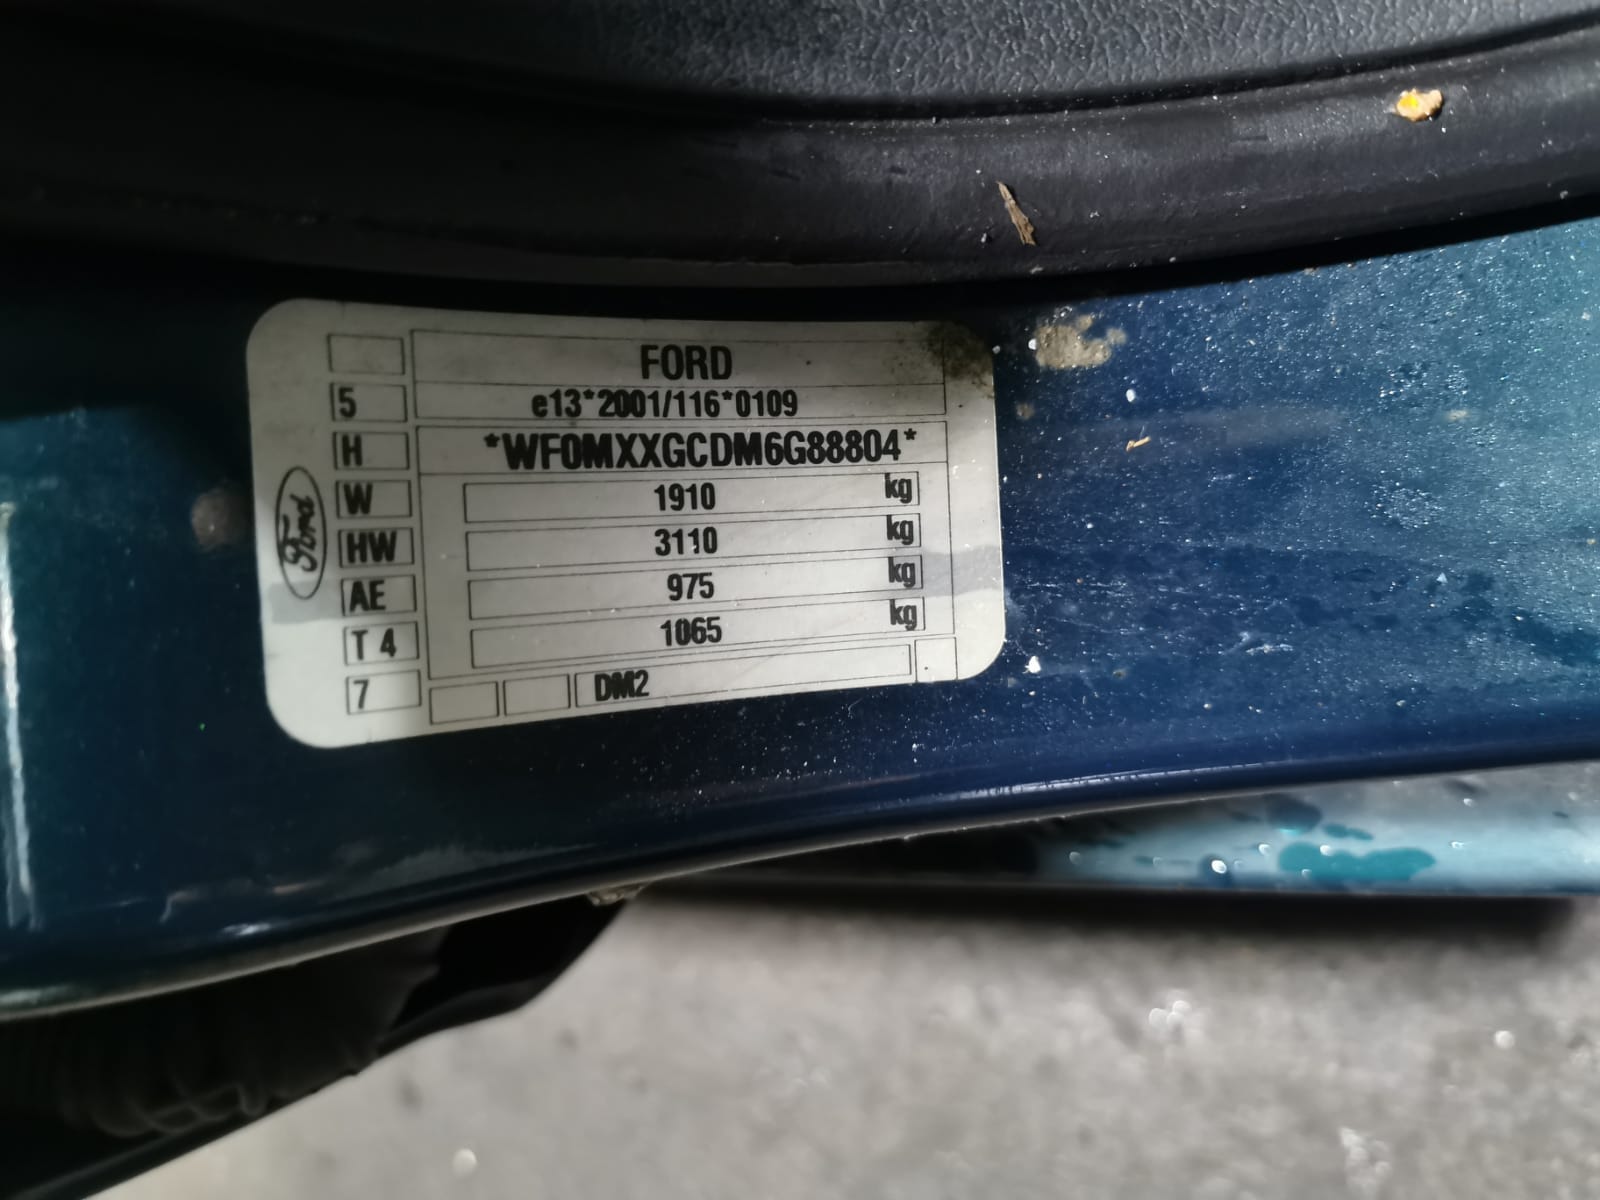 FORD
5 e13*2001/116*0109
H *WF0MXXGCDM6G88804*
W 1910 kg
HW 3110 kg
AE 975 kg
T 4 1065 kg
7 DM2
Ford